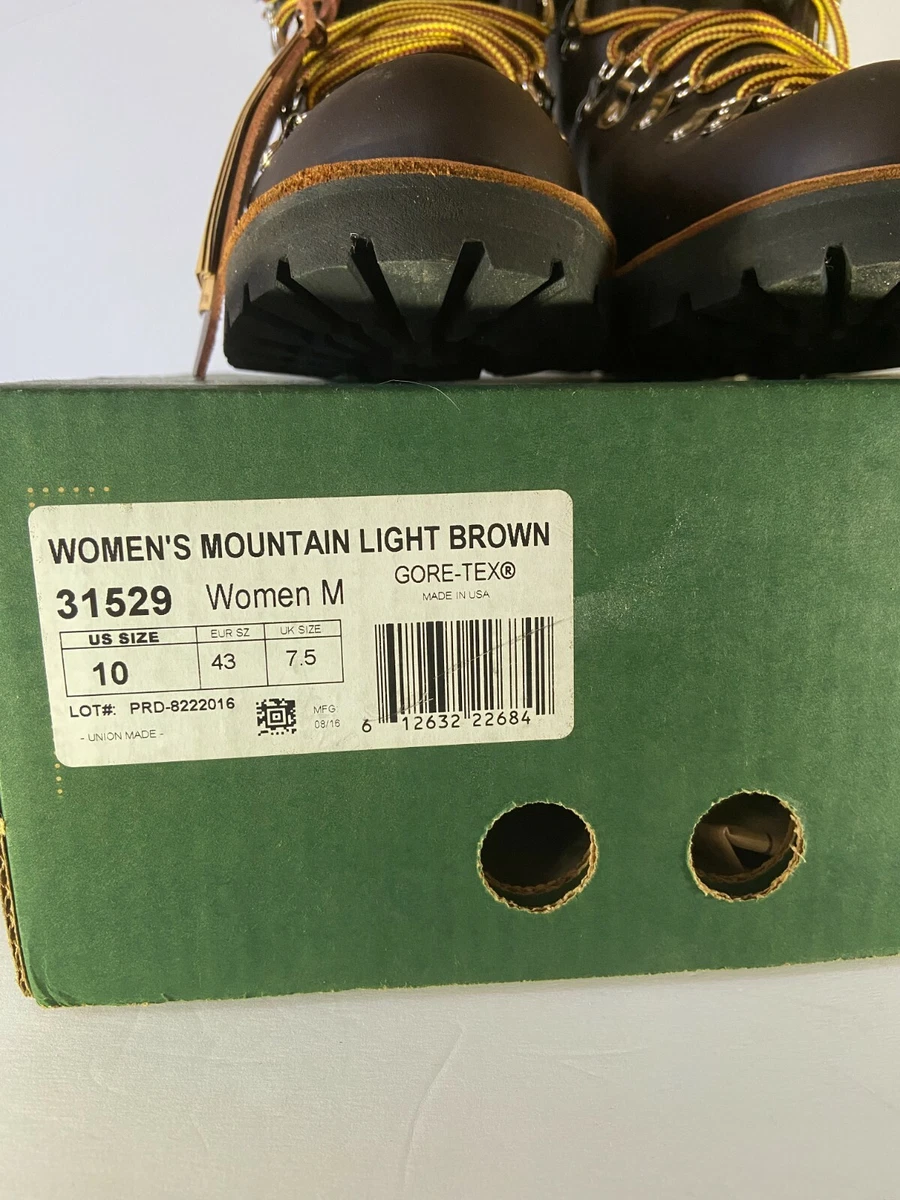 WOMEN'S MOUNTAIN LIGHT BROWN
31529 Women M GORE-TEX®
MADE IN USA
US SIZE EUR SZ UK SIZE
10 43 7.5
LOT#: PRD-8222016
- UNION MADE -
MFG
08/16
6 12632 22684